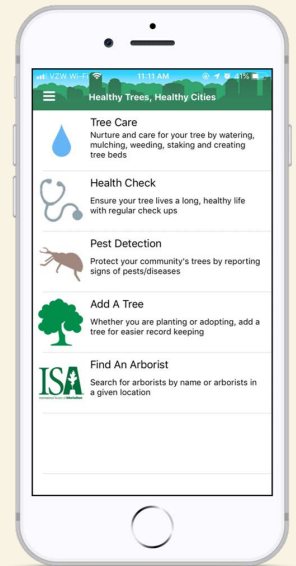 VZW Wi-Fi 11:11 AM 41%
Healthy Trees, Healthy Cities
Tree Care
Nurture and care for your tree by watering,
mulching, weeding, staking and creating
tree beds
Health Check
Ensure your tree lives a long, healthy life
with regular check ups
Pest Detection
Protect your community's trees by reporting
signs of pests/diseases
Add A Tree
Whether you are planting or adopting, add a
tree for easier record keeping
ISA
Find An Arborist
Search for arborists by name or arborists in
a given location